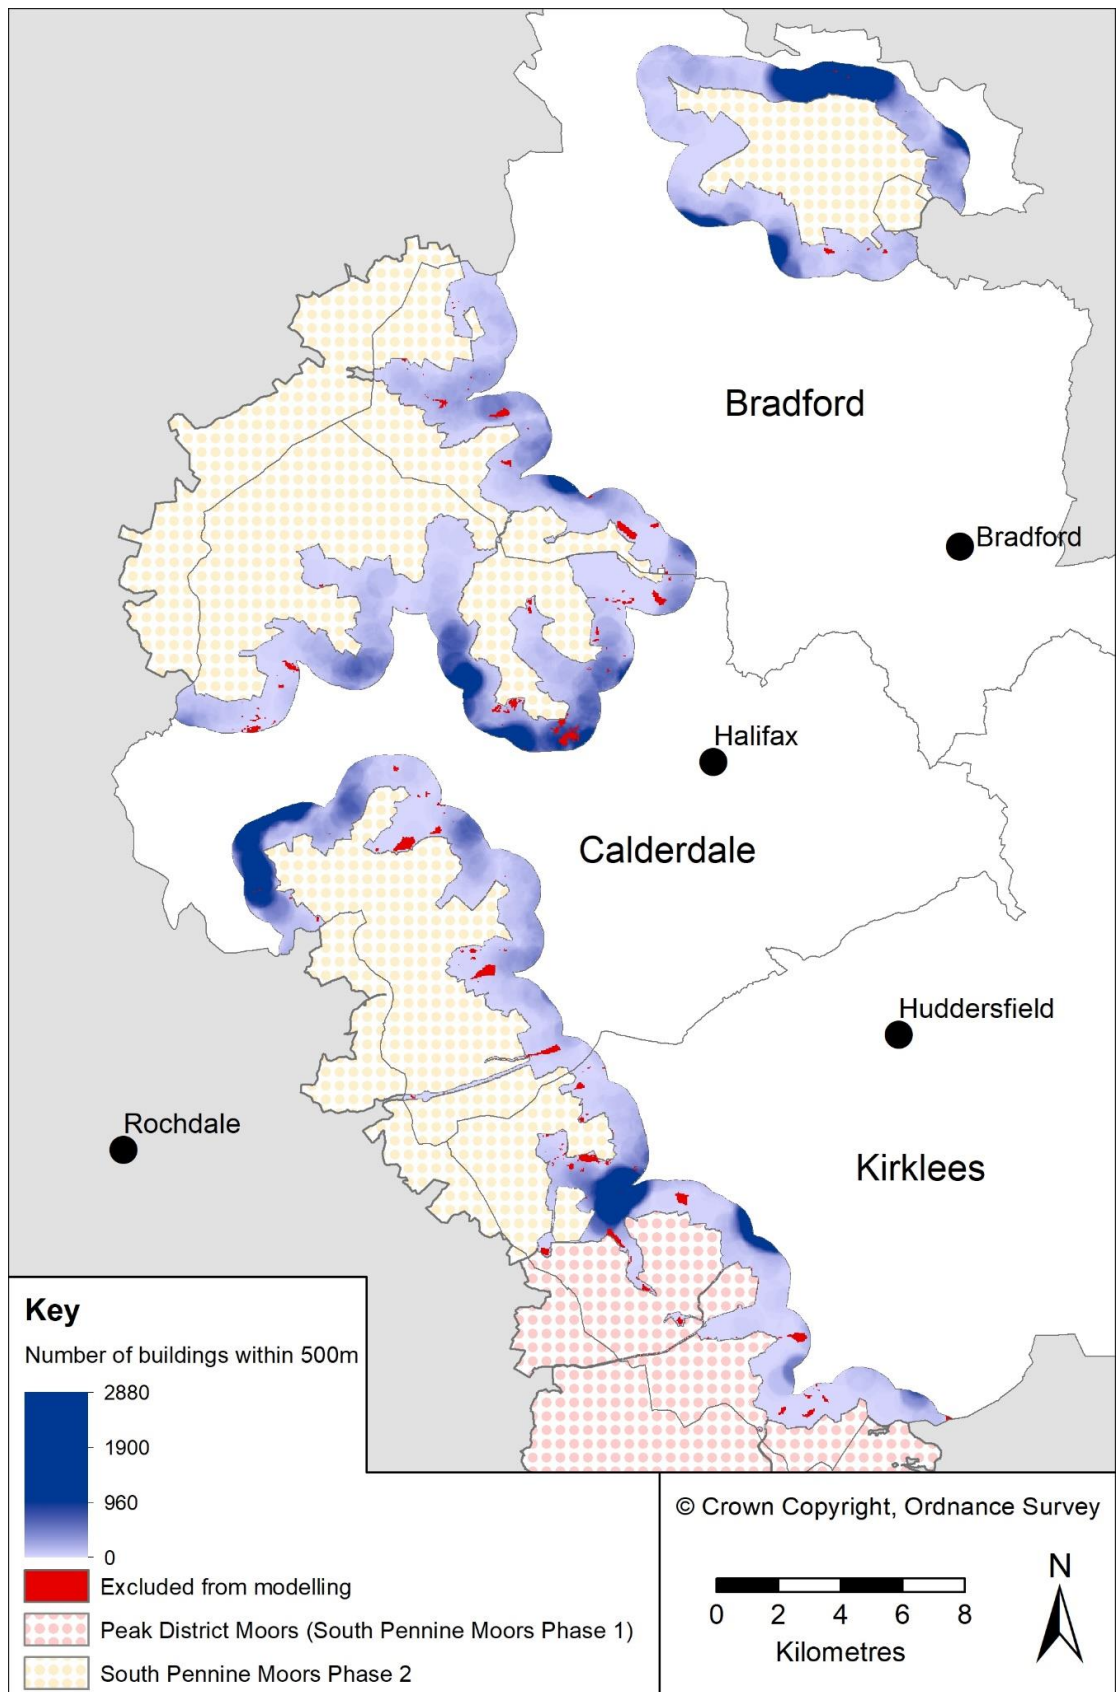 Bradford
Bradford
Halifax
Calderdale
Huddersfield
Rochdale
Kirklees
Key
Number of buildings within 500m
2880
1900
960
0
Excluded from modelling
Peak District Moors (South Pennine Moors Phase 1)
South Pennine Moors Phase 2
© Crown Copyright, Ordnance Survey
N
0 2 4 6 8
Kilometres